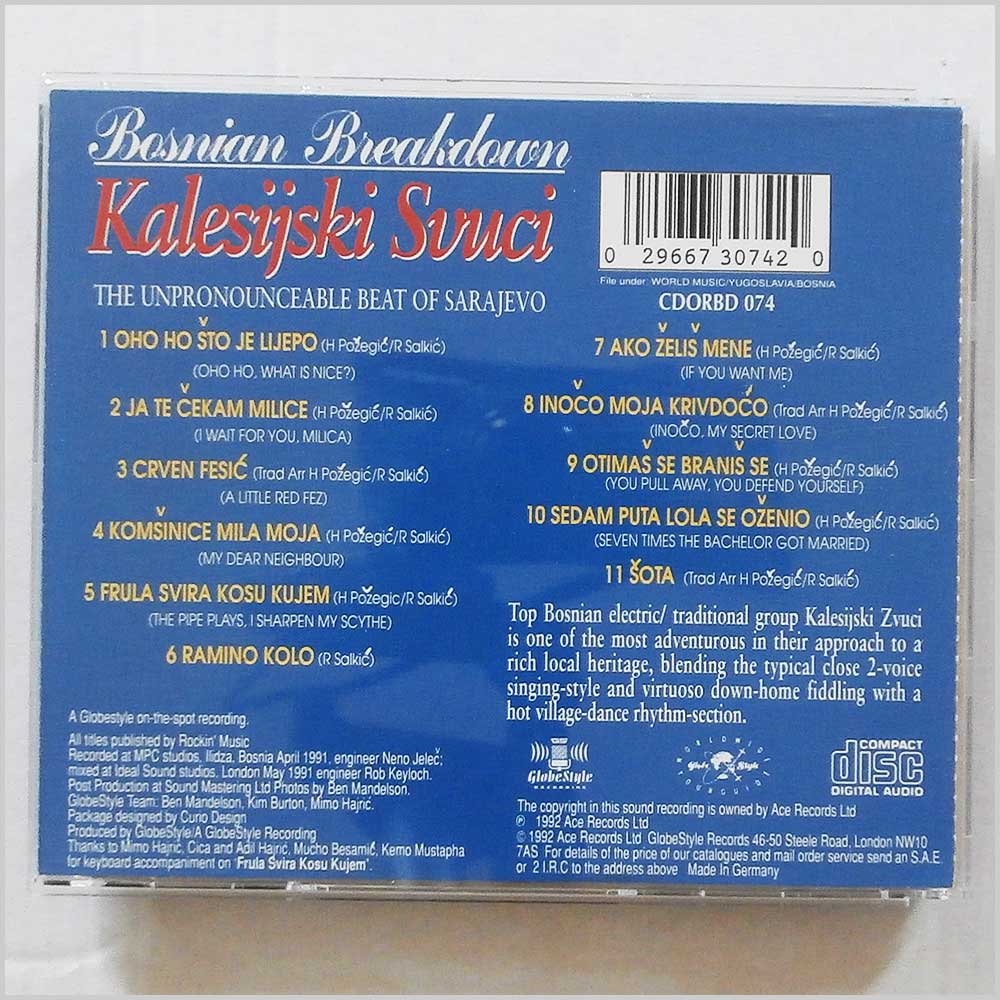 Bosnian Breakdown
Kalesijski Svuci
THE UNPRONOUNCEABLE BEAT OF SARAJEVO
0 29667 30742 0
File under: WORLD MUSIC/YUGOSLAVIA/BOSNIA
CDORBD 074
1 OHO HO ŠTO JE LIJEPO (H Požegić/R Salkić)
(OHO HO, WHAT IS NICE?)
2 JA TE ČEKAM MILICE (H Požegić/R Salkić)
(I WAIT FOR YOU, MILICA)
3 CRVEN FESIĆ (Trad Arr H Požegić/R Salkić)
(A LITTLE RED FEZ)
4 KOMŠINICE MILA MOJA (H Požegić/R Salkić)
(MY DEAR NEIGHBOUR)
5 FRULA SVIRA KOSU KUJEM (H Požegic/R Salkić)
(THE PIPE PLAYS, I SHARPEN MY SCYTHE)
6 RAMINO KOLO (R Salkić)
7 AKO ŽELIŠ MENE (H Požegić/R Salkić)
(IF YOU WANT ME)
8 INOČO MOJA KRIVDOĆO (Trad Arr H Požegić/R Salkić)
(INOČO, MY SECRET LOVE)
9 OTIMAŠ SE BRANIŠ SE (H Požegić/R Salkić)
(YOU PULL AWAY, YOU DEFEND YOURSELF)
10 SEDAM PUTA LOLA SE OŽENIO (H Požegić/R Salkić)
(SEVEN TIMES THE BACHELOR GOT MARRIED)
11 ŠOTA (Trad Arr H Požegić/R Salkić)
Top Bosnian electric/ traditional group Kalesijski Zvuci
is one of the most adventurous in their approach to a
rich local heritage, blending the typical close 2-voice
singing-style and virtuoso down-home fiddling with a
hot village-dance rhythm-section.
A Globestyle on-the-spot recording.
All titles published by Rockin' Music
Recorded at MPC studios, Ilidza, Bosnia April 1991, engineer Neno Jeleč;
mixed at Ideal Sound studios, London May 1991 engineer Rob Keyloch.
Post Production at Sound Mastering Ltd Photos by Ben Mandelson.
GlobeStyle Team: Ben Mandelson, Kim Burton, Mimo Hajrić.
Package designed by Curio Design
Produced by GlobeStyle/A GlobeStyle Recording
Thanks to Mimo Hajrić, Cica and Adil Hajrić, Mucho Besamić, Kemo Mustapha
for keyboard accompaniment on 'Frula Svira Kosu Kujem'.
GlobeStyle
RECORDING
Globe Style
COMPACT
disc
DIGITAL AUDIO
The copyright in this sound recording is owned by Ace Records Ltd
℗ 1992 Ace Records Ltd
© 1992 Ace Records Ltd GlobeStyle Records 46-50 Steele Road, London NW10
7AS For details of the price of our catalogues and mail order service send an S.A.E.
or 2 I.R.C to the address above Made in Germany